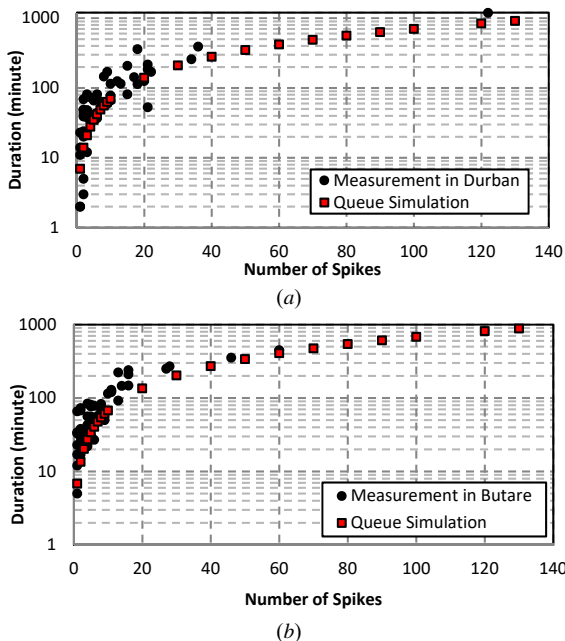 1000
100
10
1
Duration (minute)
Measurement in Durban
Queue Simulation
0 20 40 60 80 100 120 140
Number of Spikes
(a)
1000
100
10
1
Duration (minute)
Measurement in Butare
Queue Simulation
0 20 40 60 80 100 120 140
Number of Spikes
(b)